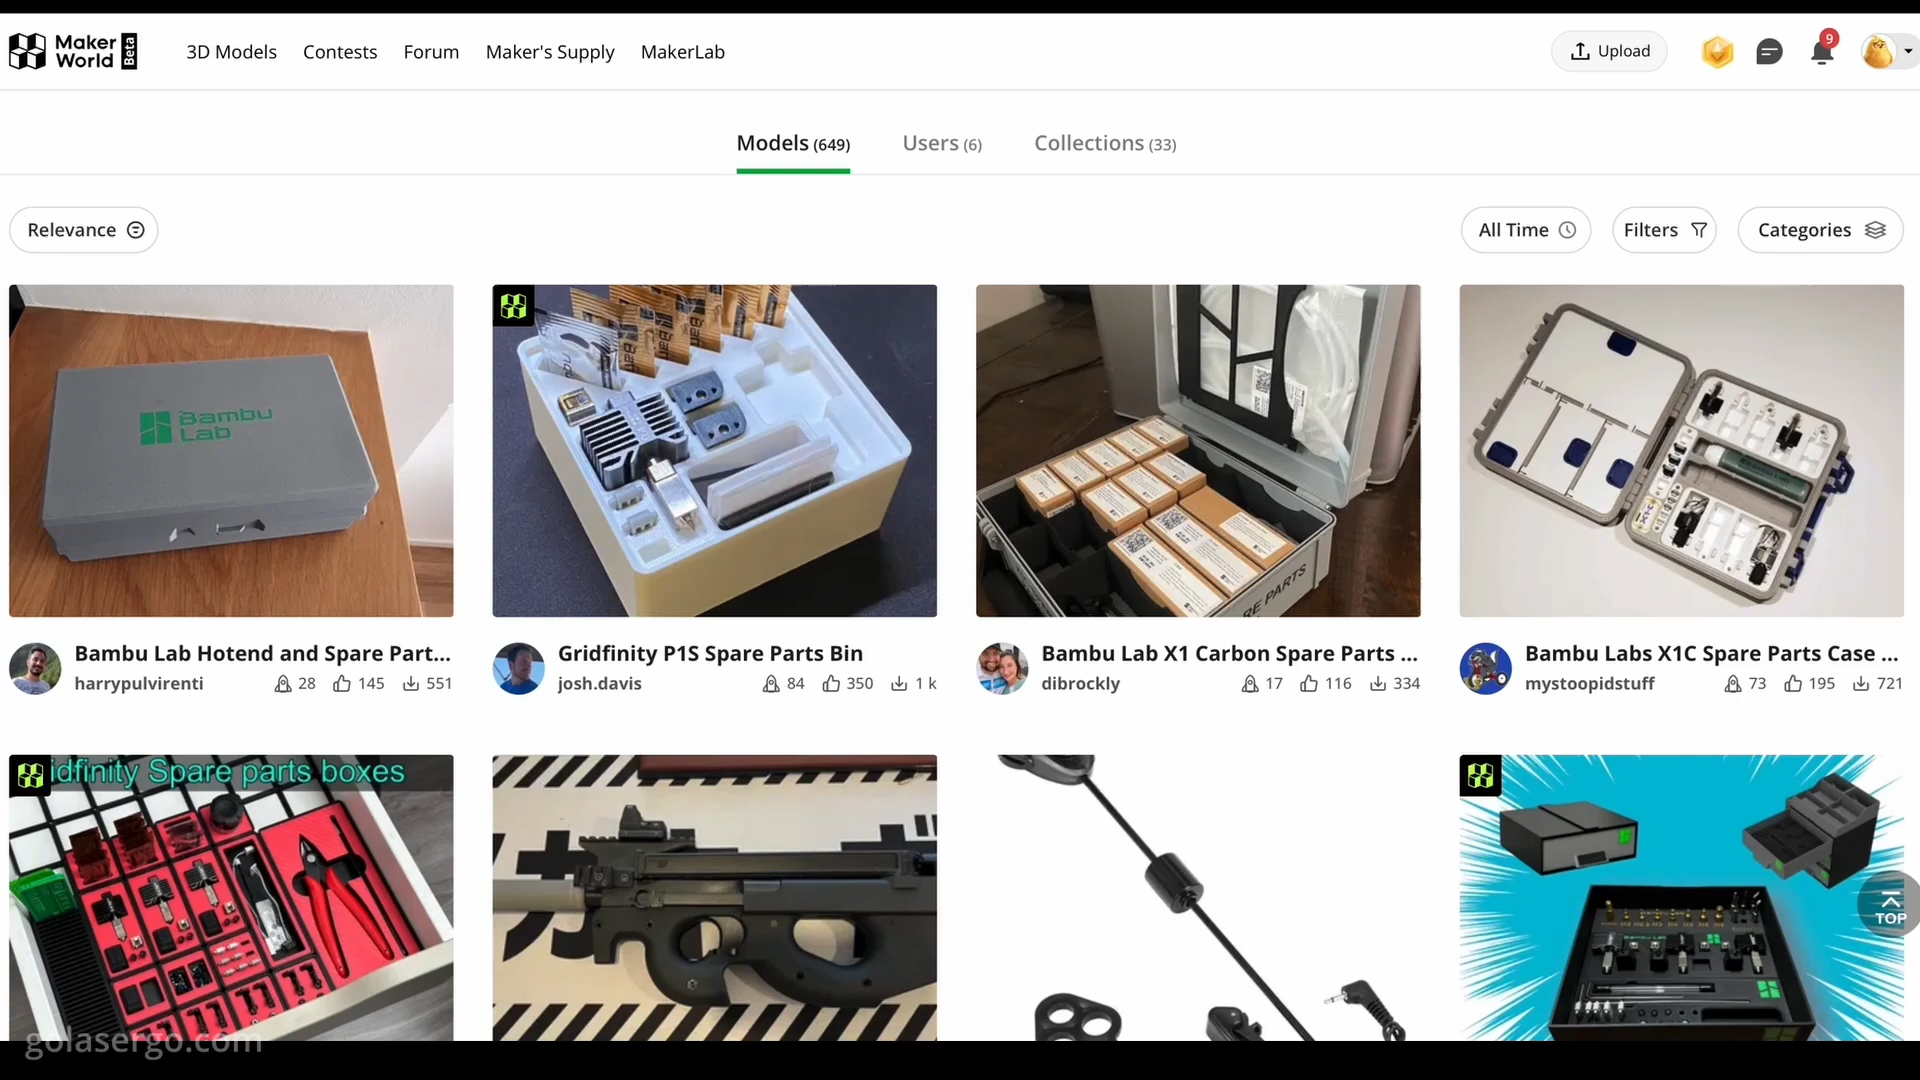 Maker World Beta
3D Models
Contests
Forum
Maker's Supply
MakerLab
Upload
9
Models (649)
Users (6)
Collections (33)
Relevance
All Time
Filters
Categories
Bambu Lab
RE PARTS
Bambu Lab Hotend and Spare Part...
harrypulvirenti
28
145
551
Gridfinity P1S Spare Parts Bin
josh.davis
84
350
1 k
Bambu Lab X1 Carbon Spare Parts ...
dibrockly
17
116
334
Bambu Labs X1C Spare Parts Case ...
mystoopidstuff
73
195
721
idfinity Spare parts boxes
TOP
golasergo.com